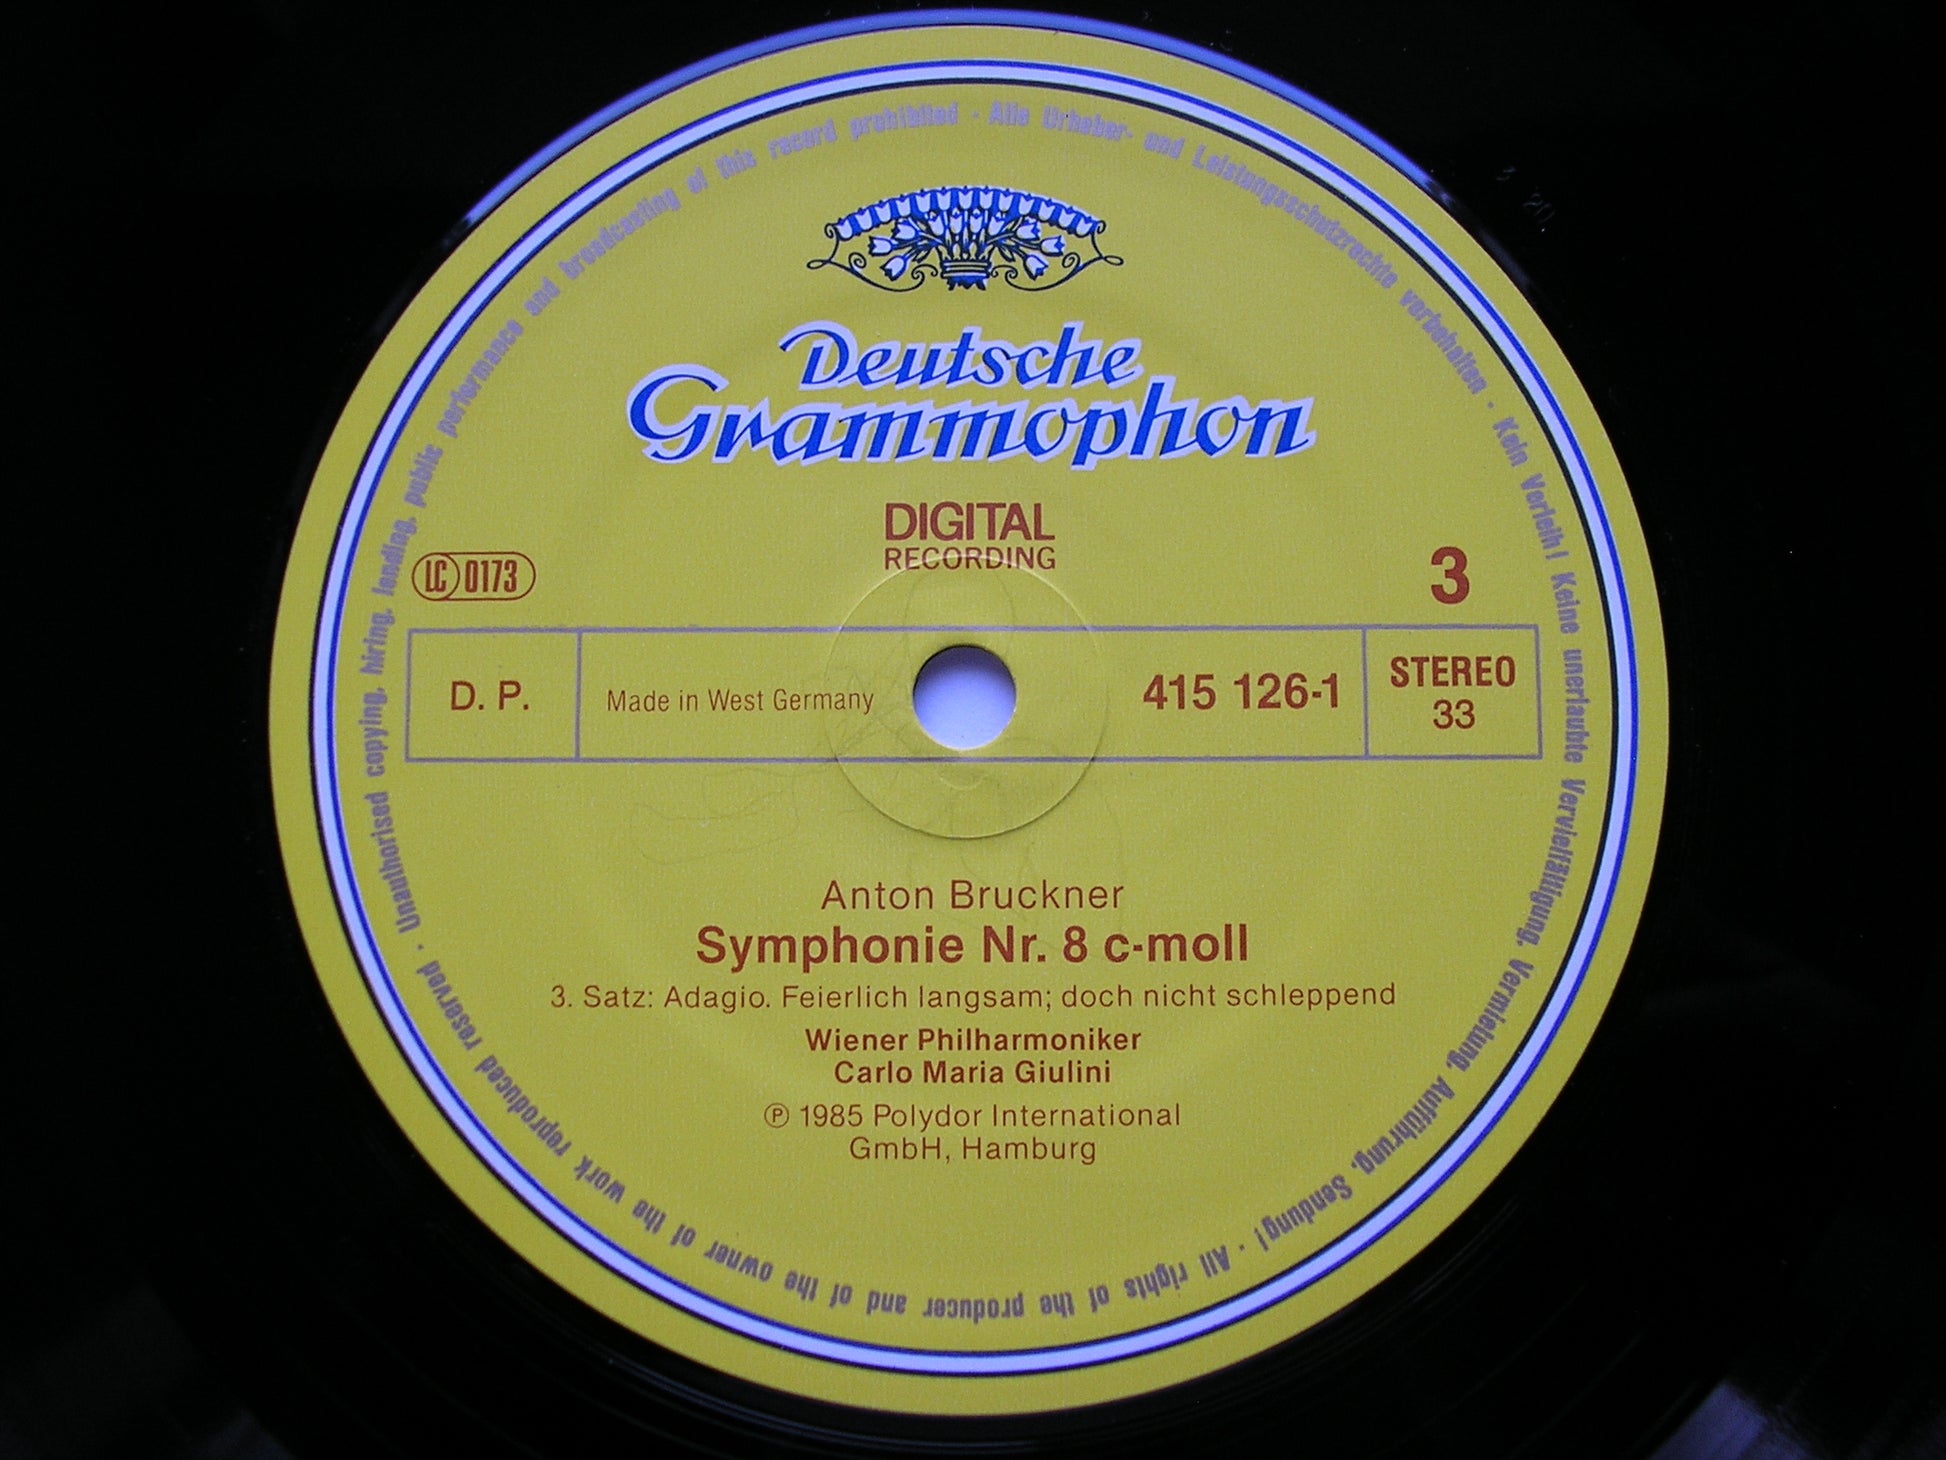 Alle Urheber- und Leistungsschutzrechte vorbehalten · Kein Verleih! Keine unerlaubte Vervielfältigung, Vermietung, Aufführung, Sendung! · All rights of the producer and of the owner of the work reproduced reserved · Unauthorised copying, hiring, lending, public performance and broadcasting of this record prohibited ·
Deutsche
Grammophon
DIGITAL
RECORDING
LC 0173
3
D. P.
Made in West Germany
415 126-1
STEREO
33
Anton Bruckner
Symphonie Nr. 8 c-moll
3. Satz: Adagio. Feierlich langsam; doch nicht schleppend
Wiener Philharmoniker
Carlo Maria Giulini
℗ 1985 Polydor International
GmbH, Hamburg